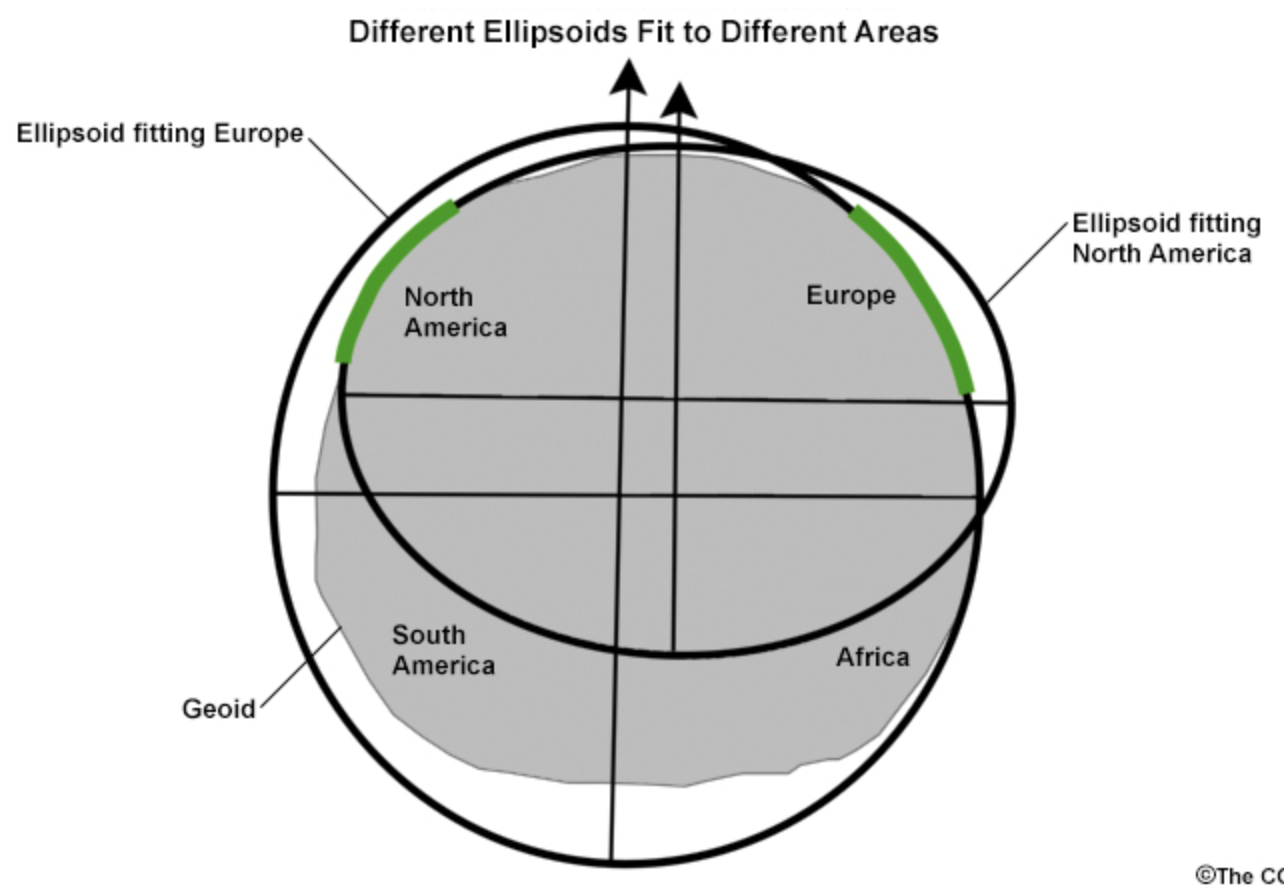 Different Ellipsoids Fit to Different Areas
Ellipsoid fitting Europe
Ellipsoid fitting
North America
North
America
Europe
South
America
Africa
Geoid
©The CO